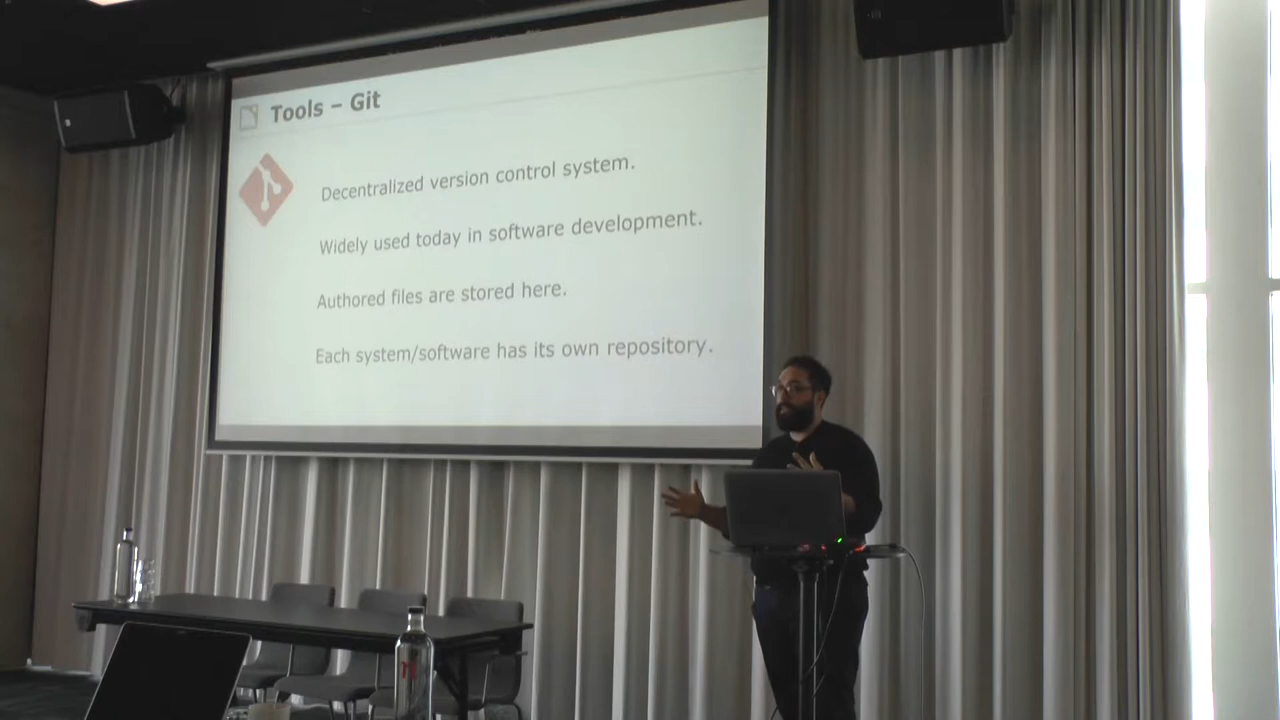 Tools – Git
Decentralized version control system.
Widely used today in software development.
Authored files are stored here.
Each system/software has its own repository.